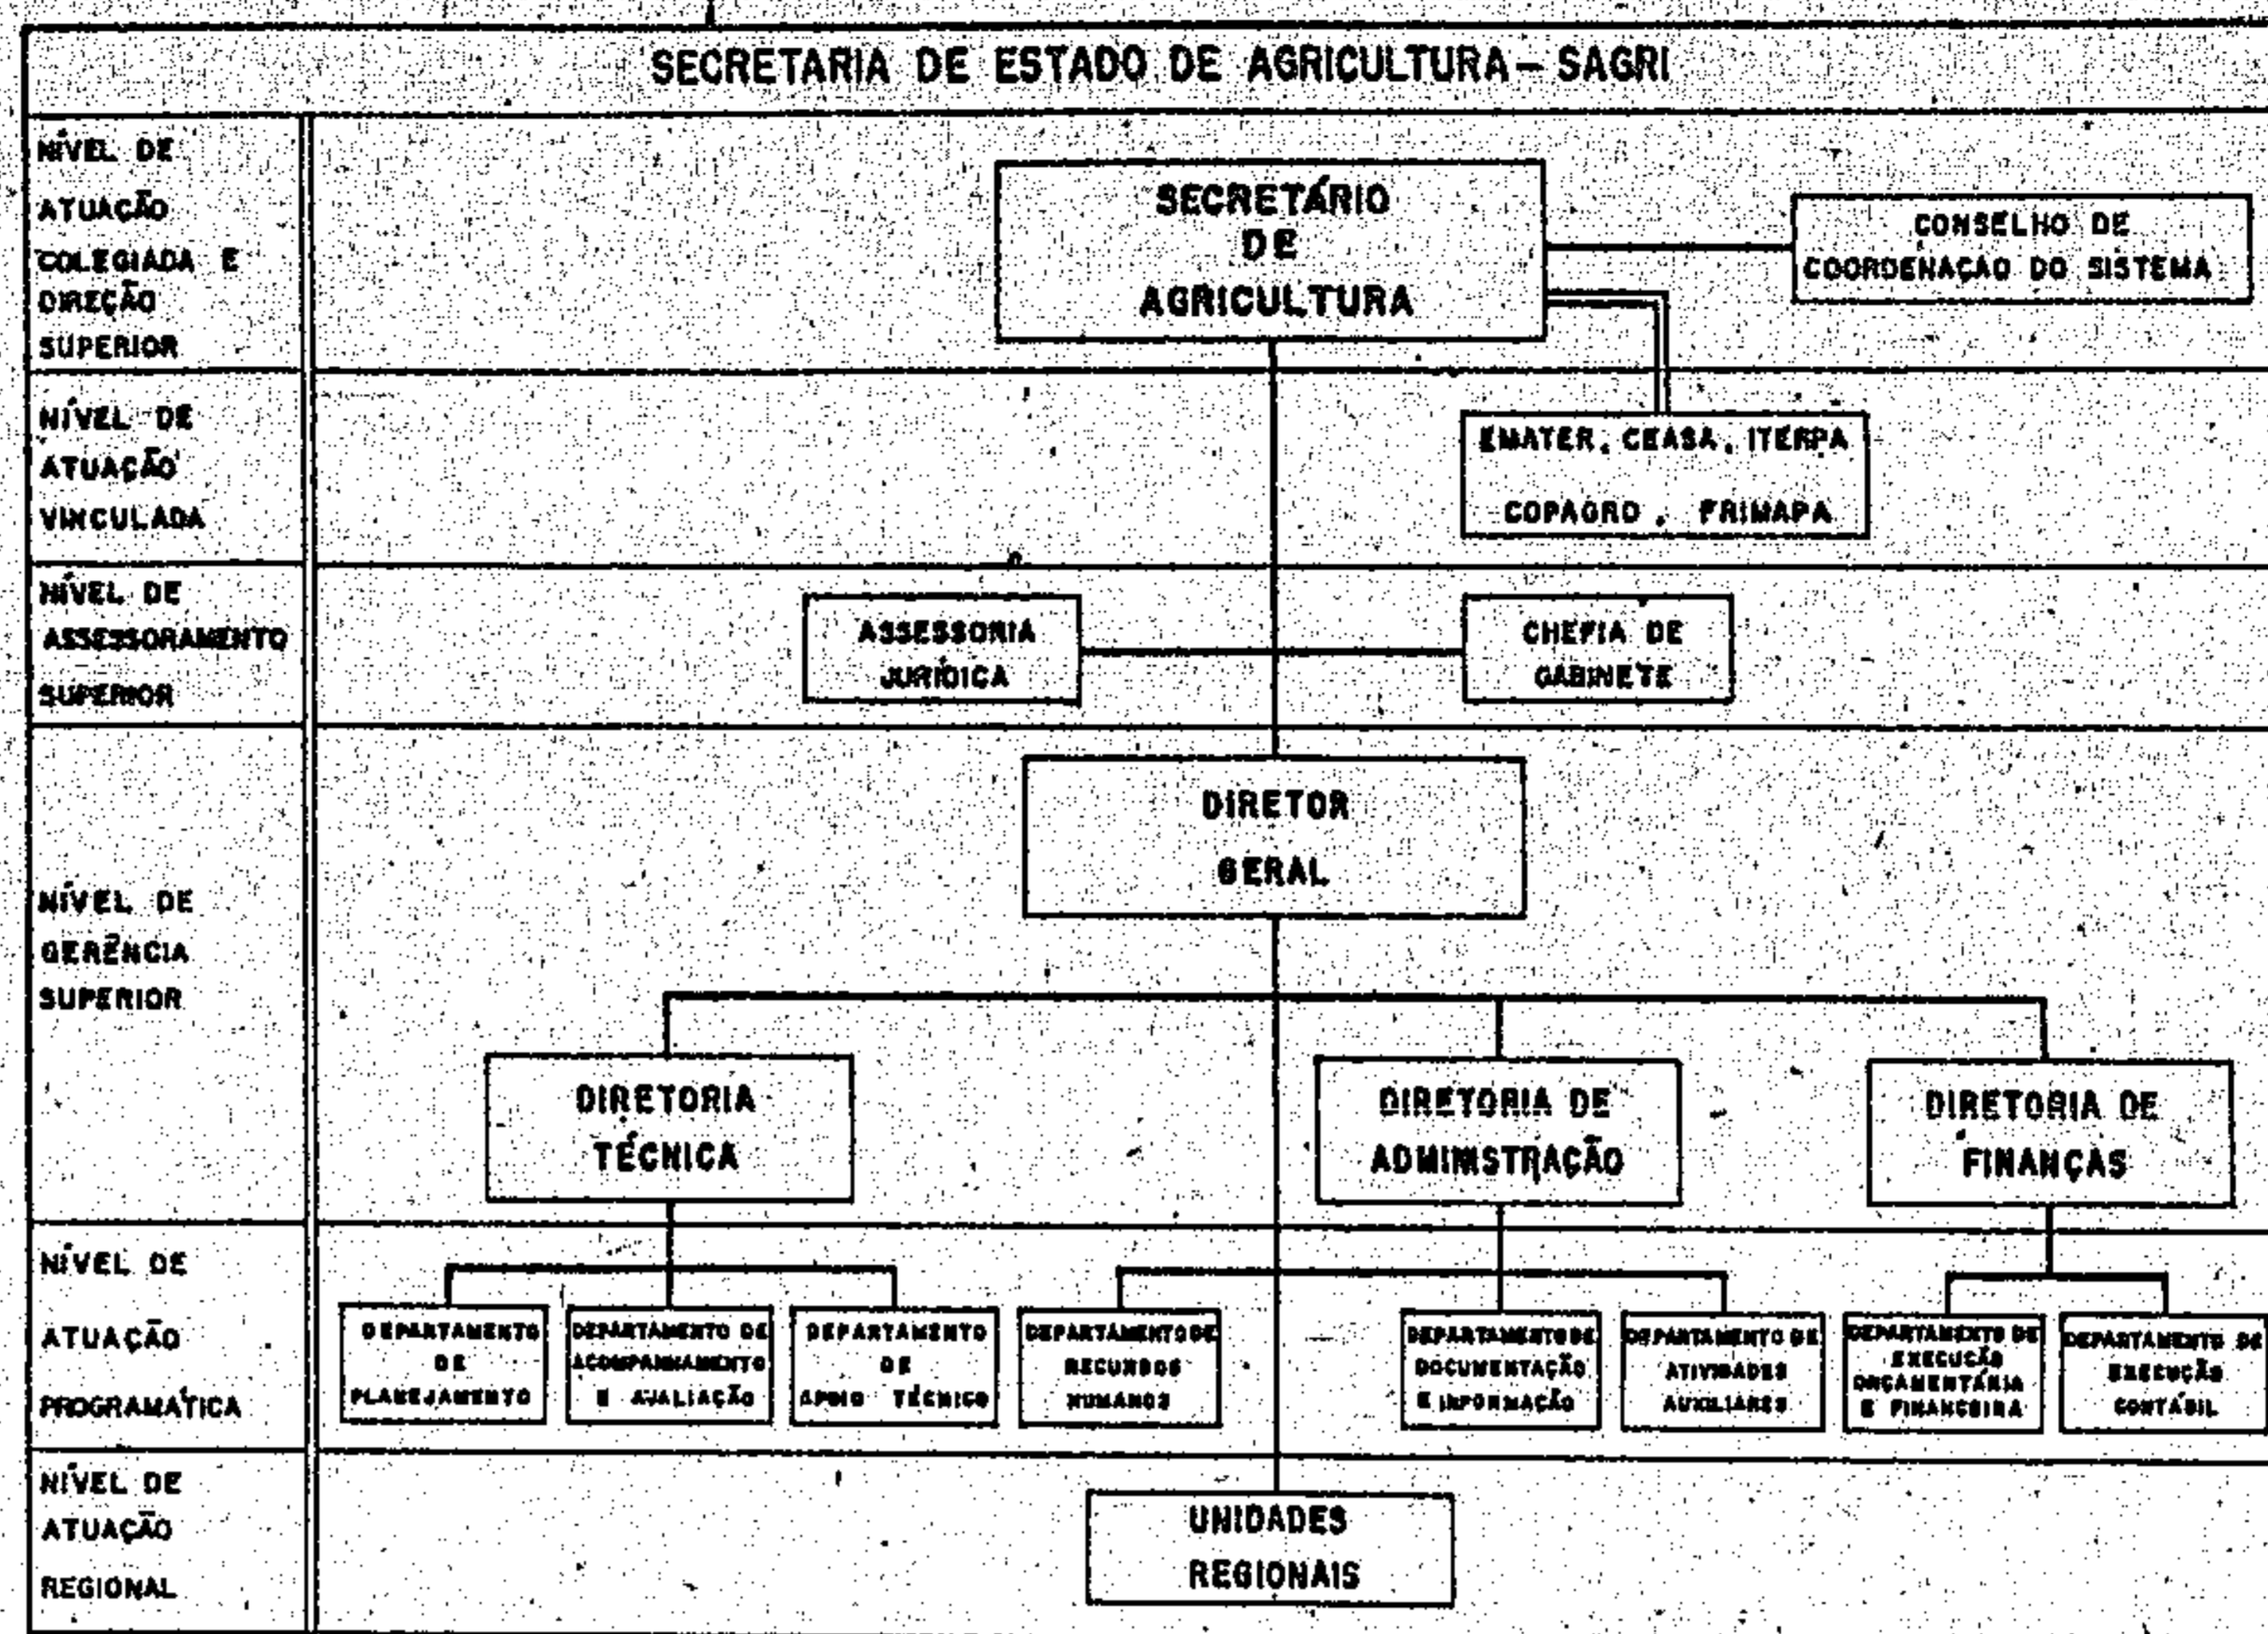 SECRETARIA DE ESTADO DE AGRICULTURA – SAGRI
NÍVEL DE
ATUAÇÃO
COLEGIADA E
DIREÇÃO
SUPERIOR
SECRETÁRIO
DE
AGRICULTURA
CONSELHO DE
COORDENAÇÃO DO SISTEMA
NÍVEL DE
ATUAÇÃO
VINCULADA
EMATER, CEASA, ITERPA
COPAGRO, FRIMAPA
NÍVEL DE
ASSESSORAMENTO
SUPERIOR
ASSESSORIA
JURÍDICA
CHEFIA DE
GABINETE
NÍVEL DE
GERÊNCIA
SUPERIOR
DIRETOR
GERAL
DIRETORIA
TÉCNICA
DIRETORIA DE
ADMINISTRAÇÃO
DIRETORIA DE
FINANÇAS
NÍVEL DE
ATUAÇÃO
PROGRAMÁTICA
DEPARTAMENTO
DE
PLANEJAMENTO
DEPARTAMENTO DE
ACOMPANHAMENTO
E AVALIAÇÃO
DEPARTAMENTO
DE
APOIO TÉCNICO
DEPARTAMENTO DE
RECURSOS
HUMANOS
DEPARTAMENTO DE
DOCUMENTAÇÃO
E INFORMAÇÃO
DEPARTAMENTO DE
ATIVIDADES
AUXILIARES
DEPARTAMENTO DE
EXECUÇÃO
ORÇAMENTÁRIA
E FINANCEIRA
DEPARTAMENTO DE
EXECUÇÃO
CONTÁBIL
NÍVEL DE
ATUAÇÃO
REGIONAL
UNIDADES
REGIONAIS